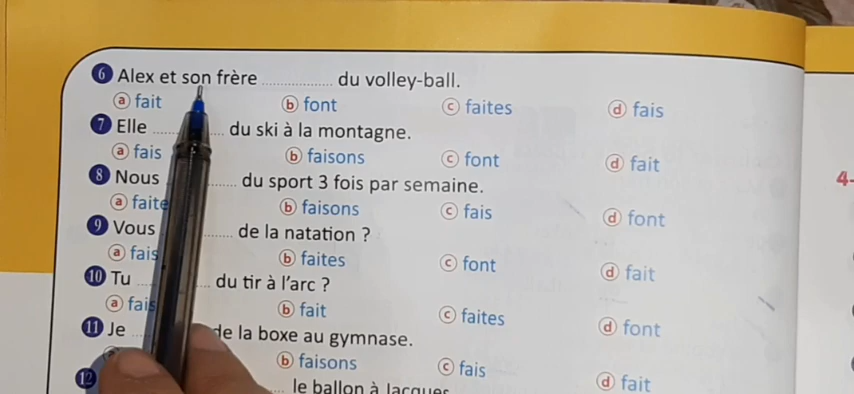 6 Alex et son frère ................ du volley-ball.
a fait b font c faites d fais
7 Elle ................ du ski à la montagne.
a fais b faisons c font d fait
4-
8 Nous ................ du sport 3 fois par semaine.
a faite b faisons c fais d font
9 Vous ................ de la natation ?
a fais b faites c font d fait
10 Tu ................ du tir à l'arc ?
a fais b fait c faites d font
11 Je ................ de la boxe au gymnase.
b faisons c fais d fait
12 ................ le ballon à Jacques